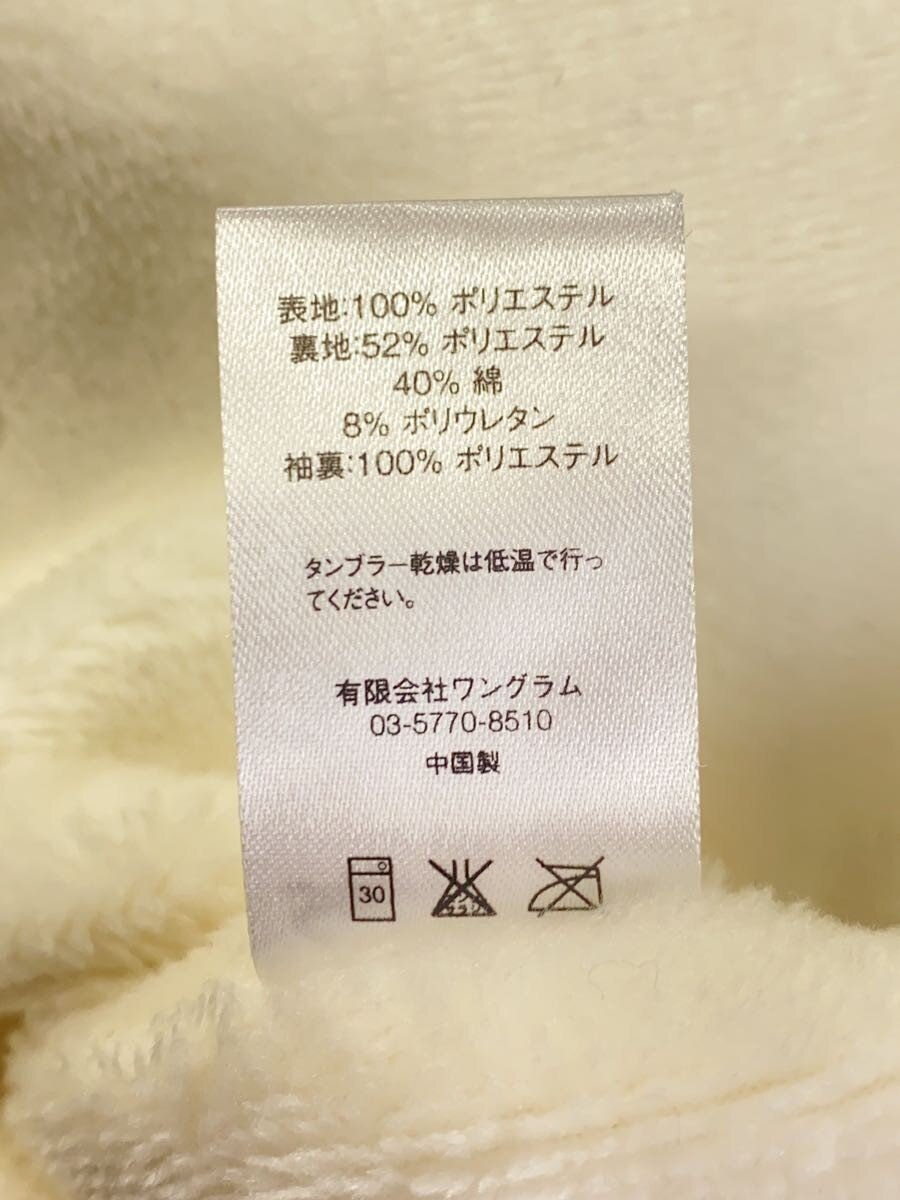 表地:100% ポリエステル
裏地:52% ポリエステル
40% 綿
8% ポリウレタン
袖裏:100% ポリエステル
タンブラー乾燥は低温で行っ
てください。
有限会社ワングラム
03-5770-8510
中国製
30